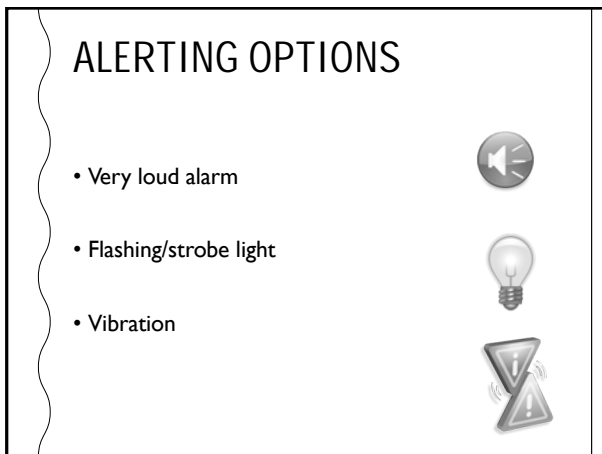 ALERTING OPTIONS
• Very loud alarm
• Flashing/strobe light
• Vibration
i
!